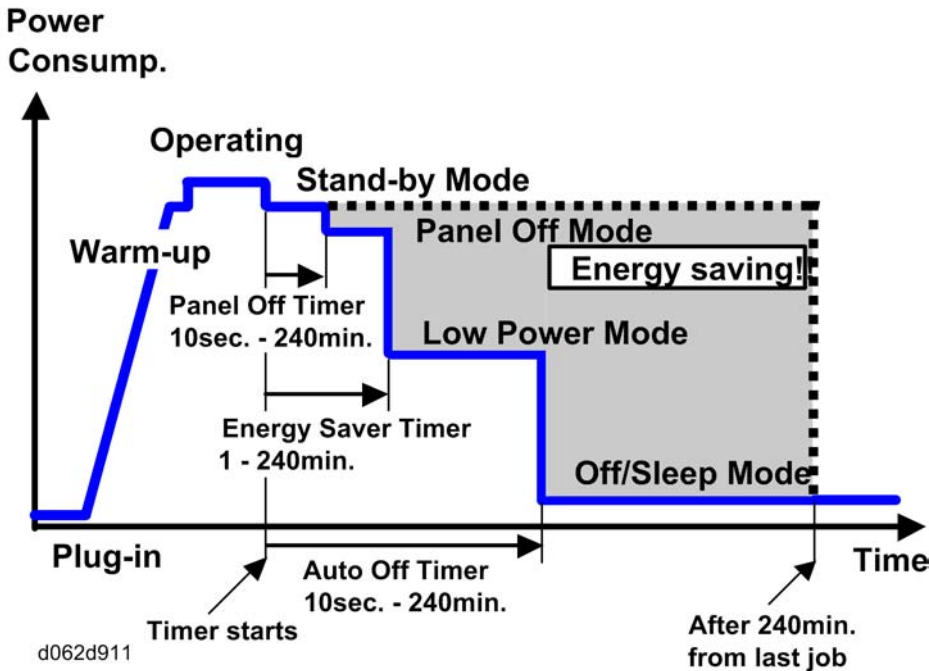 Power
Consump.
Operating
Stand-by Mode
Panel Off Mode
Warm-up
Energy saving!!
Panel Off Timer
10sec. - 240min.
Low Power Mode
Energy Saver Timer
1 - 240min.
Off/Sleep Mode
Plug-in
Time
Auto Off Timer
10sec. - 240min.
Timer starts
After 240min.
from last job
d062d911